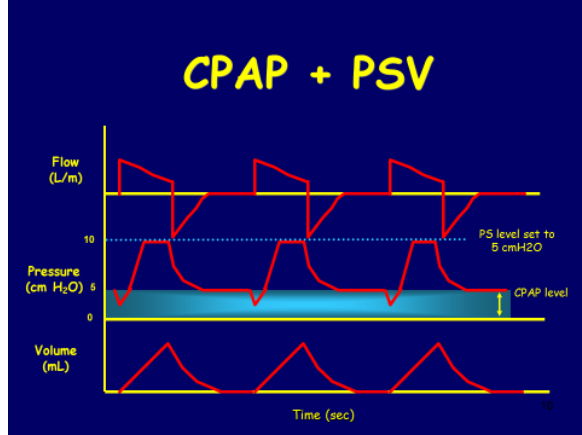 CPAP + PSV
Flow
(L/m)
PS level set to
5 cmH2O
10
Pressure
(cm H₂O)
5
CPAP level
0
Volume
(mL)
Time (sec)